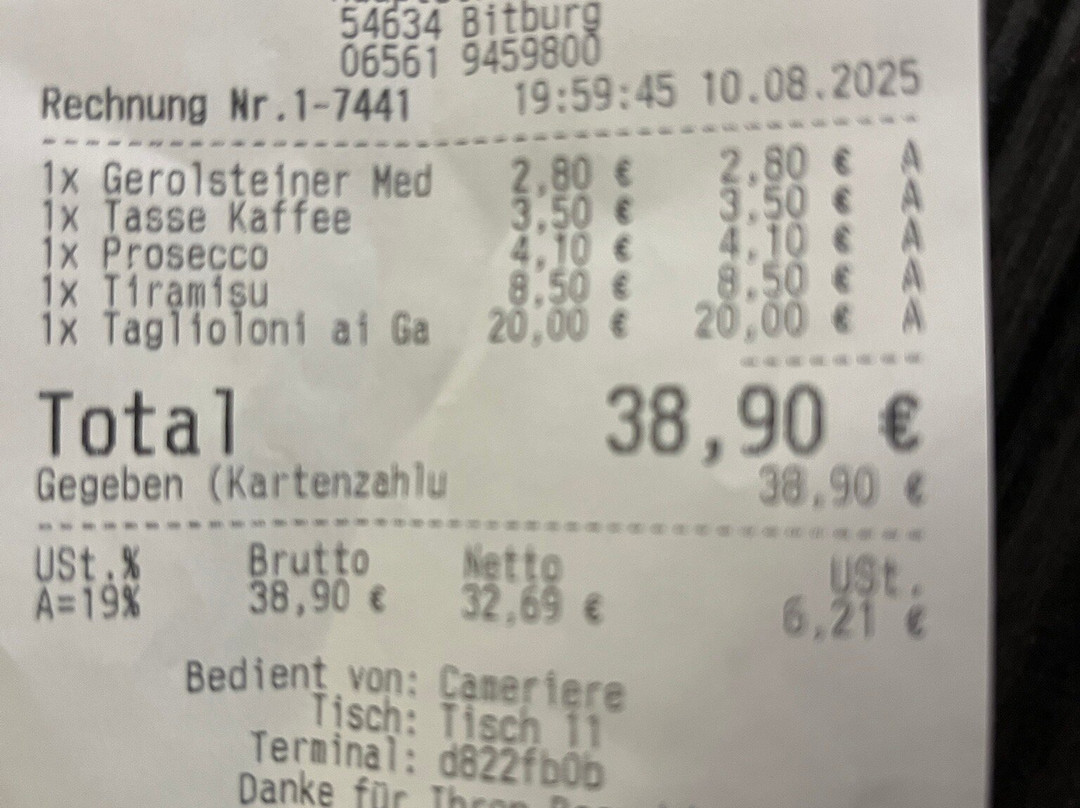 54634 Bitburg
06561 9459800
Rechnung Nr.1-7441 19:59:45 10.08.2025
1x Gerolsteiner Med 2,80 € 2,80 € A
1x Tasse Kaffee 3,50 € 3,50 € A
1x Prosecco 4,10 € 4,10 € A
1x Tiramisu 8,50 € 8,50 € A
1x Taglioloni ai Ga 20,00 € 20,00 € A
Total 38,90 €
Gegeben (Kartenzahlu 38,90 €
USt.% Brutto Netto USt.
A=19% 38,90 € 32,69 € 6,21 €
Bedient von: Cameriere
Tisch: Tisch 11
Terminal: d822fb0b
Danke für Ihren